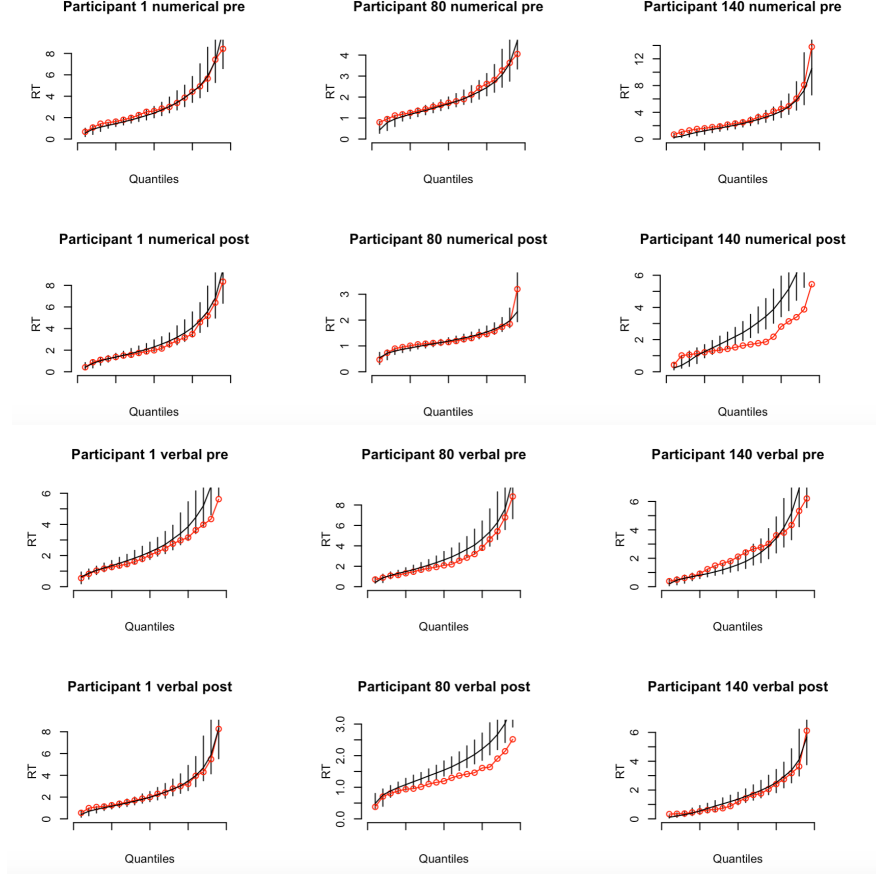 Participant 1 numerical pre
Participant 80 numerical pre
Participant 140 numerical pre
RT
0 2 4 6 8
Quantiles
RT
0 1 2 3 4
Quantiles
RT
0 4 8 12
Quantiles
Participant 1 numerical post
Participant 80 numerical post
Participant 140 numerical post
RT
0 2 4 6 8
Quantiles
RT
0 1 2 3
Quantiles
RT
0 2 4 6
Quantiles
Participant 1 verbal pre
Participant 80 verbal pre
Participant 140 verbal pre
RT
0 2 4 6
Quantiles
RT
0 2 4 6 8
Quantiles
RT
0 2 4 6
Quantiles
Participant 1 verbal post
Participant 80 verbal post
Participant 140 verbal post
RT
0 2 4 6 8
Quantiles
RT
0.0 1.0 2.0 3.0
Quantiles
RT
0 2 4 6
Quantiles